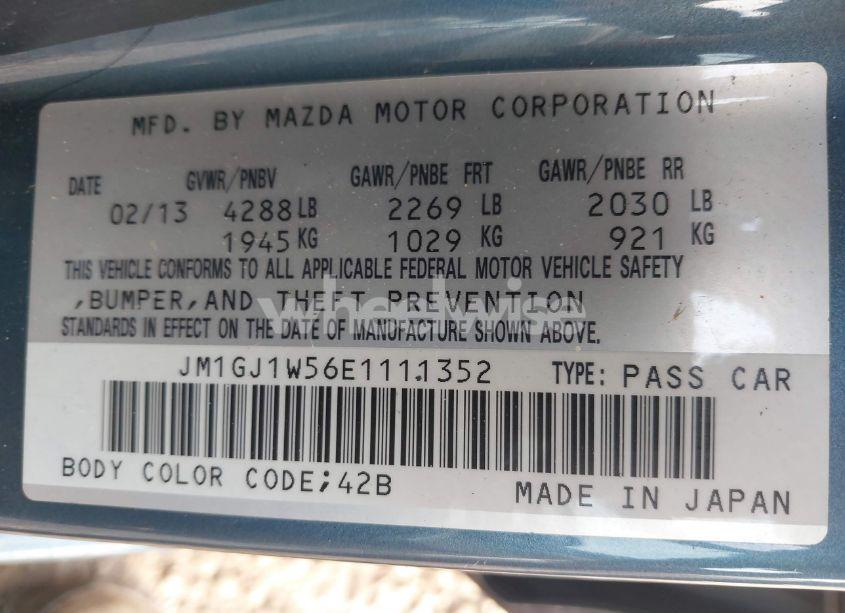 MFD. BY MAZDA MOTOR CORPORATION
DATE GVWR/PNBV GAWR/PNBE FRT GAWR/PNBE RR
02/13 4288 LB 2269 LB 2030 LB
1945 KG 1029 KG 921 KG
THIS VEHICLE CONFORMS TO ALL APPLICABLE FEDERAL MOTOR VEHICLE SAFETY
,BUMPER,AND THEFT PREVENTION
wheelwise
STANDARDS IN EFFECT ON THE DATE OF MANUFACTURE SHOWN ABOVE.
JM1GJ1W56E1111352 TYPE: PASS CAR
BODY COLOR CODE;42B
MADE IN JAPAN